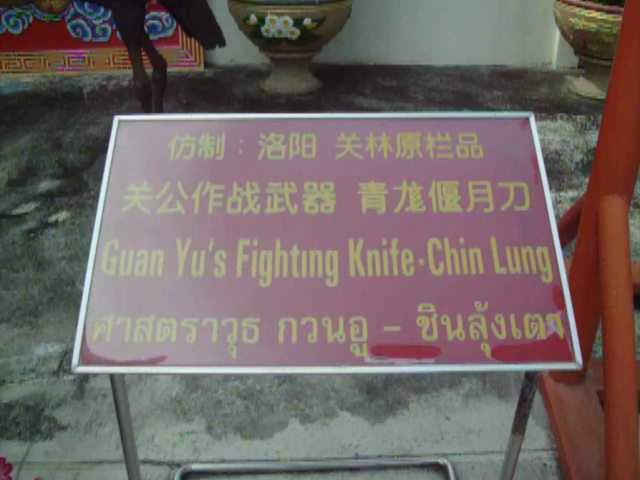 仿制：洛阳 关林原栏品
关公作战武器 青龙偃月刀
Guan Yu's Fighting Knife·Chin Lung
ศาสตราวุธ กวนอู – ชินลุ้งเตา